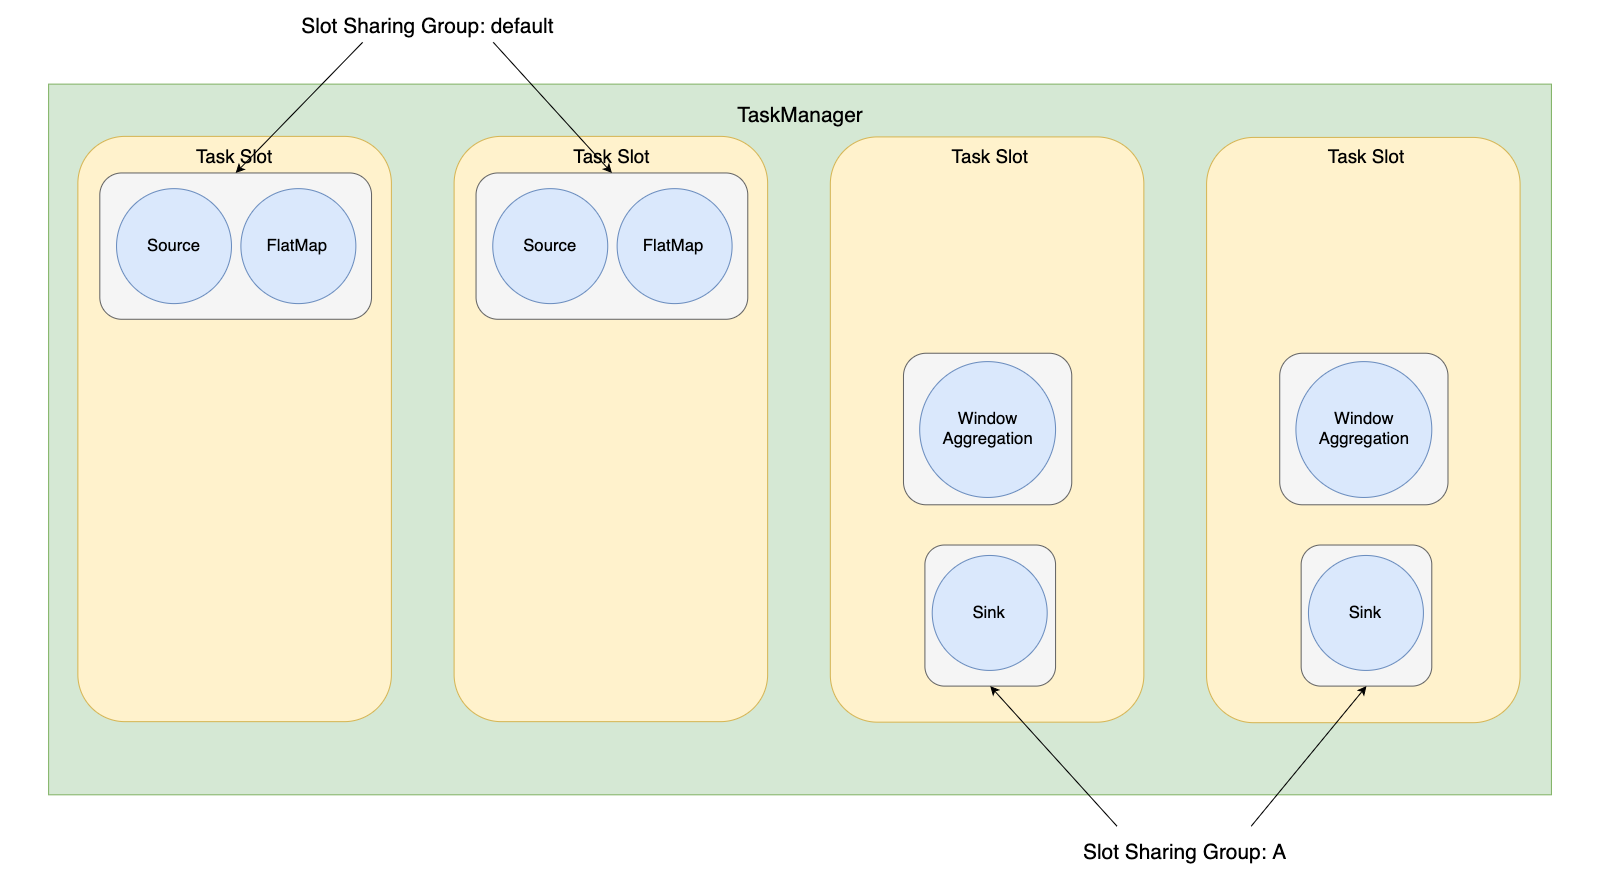 Slot Sharing Group: default
TaskManager
Task Slot
Task Slot
Task Slot
Task Slot
Source
FlatMap
Source
FlatMap
Window
Aggregation
Window
Aggregation
Sink
Sink
Slot Sharing Group: A